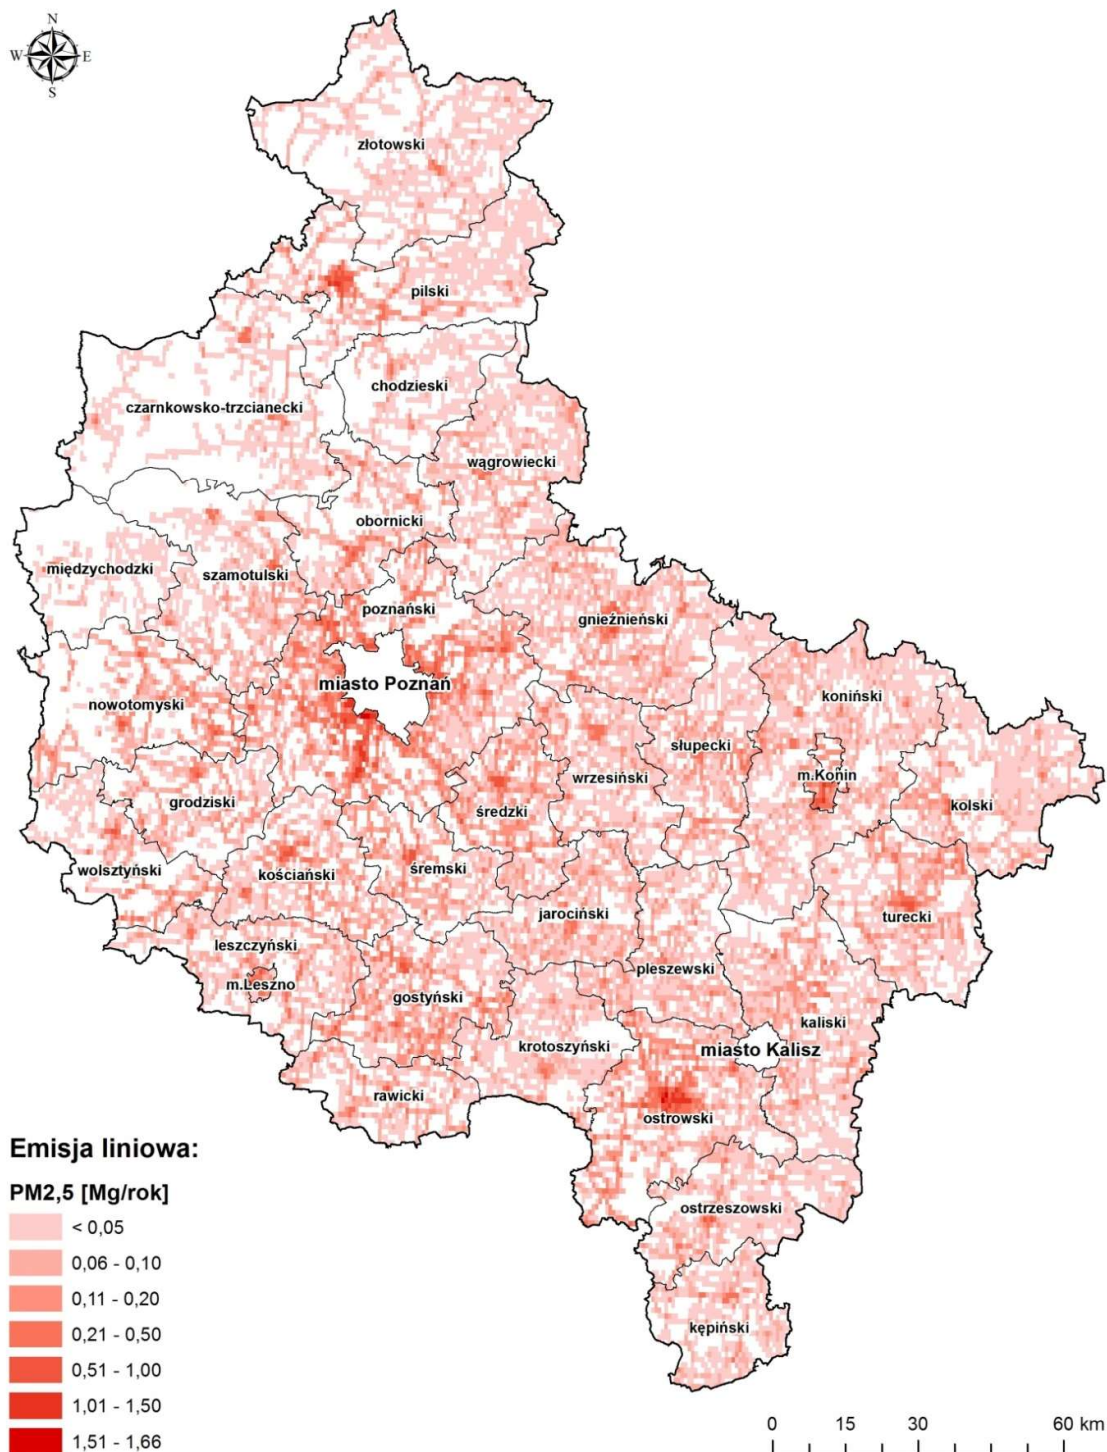 N
W E
S
złotowski
pilski
chodzieski
czarnkowsko-trzcianecki
wągrowiecki
obornicki
międzychodzki
szamotulski
poznański
gnieźnieński
miasto Poznań
nowotomyski
koniński
słupecki
wrzesiński
m.Konin
grodziski
średzki
kolski
wolsztyński
kościański
śremski
jarociński
turecki
leszczyński
pleszewski
m.Leszno
gostyński
kaliski
krotoszyński
miasto Kalisz
rawicki
ostrowski
Emisja liniowa:
PM2,5 [Mg/rok]
< 0,05
0,06 - 0,10
0,11 - 0,20
0,21 - 0,50
0,51 - 1,00
1,01 - 1,50
1,51 - 1,66
ostrzeszowski
kępiński
0 15 30 60 km